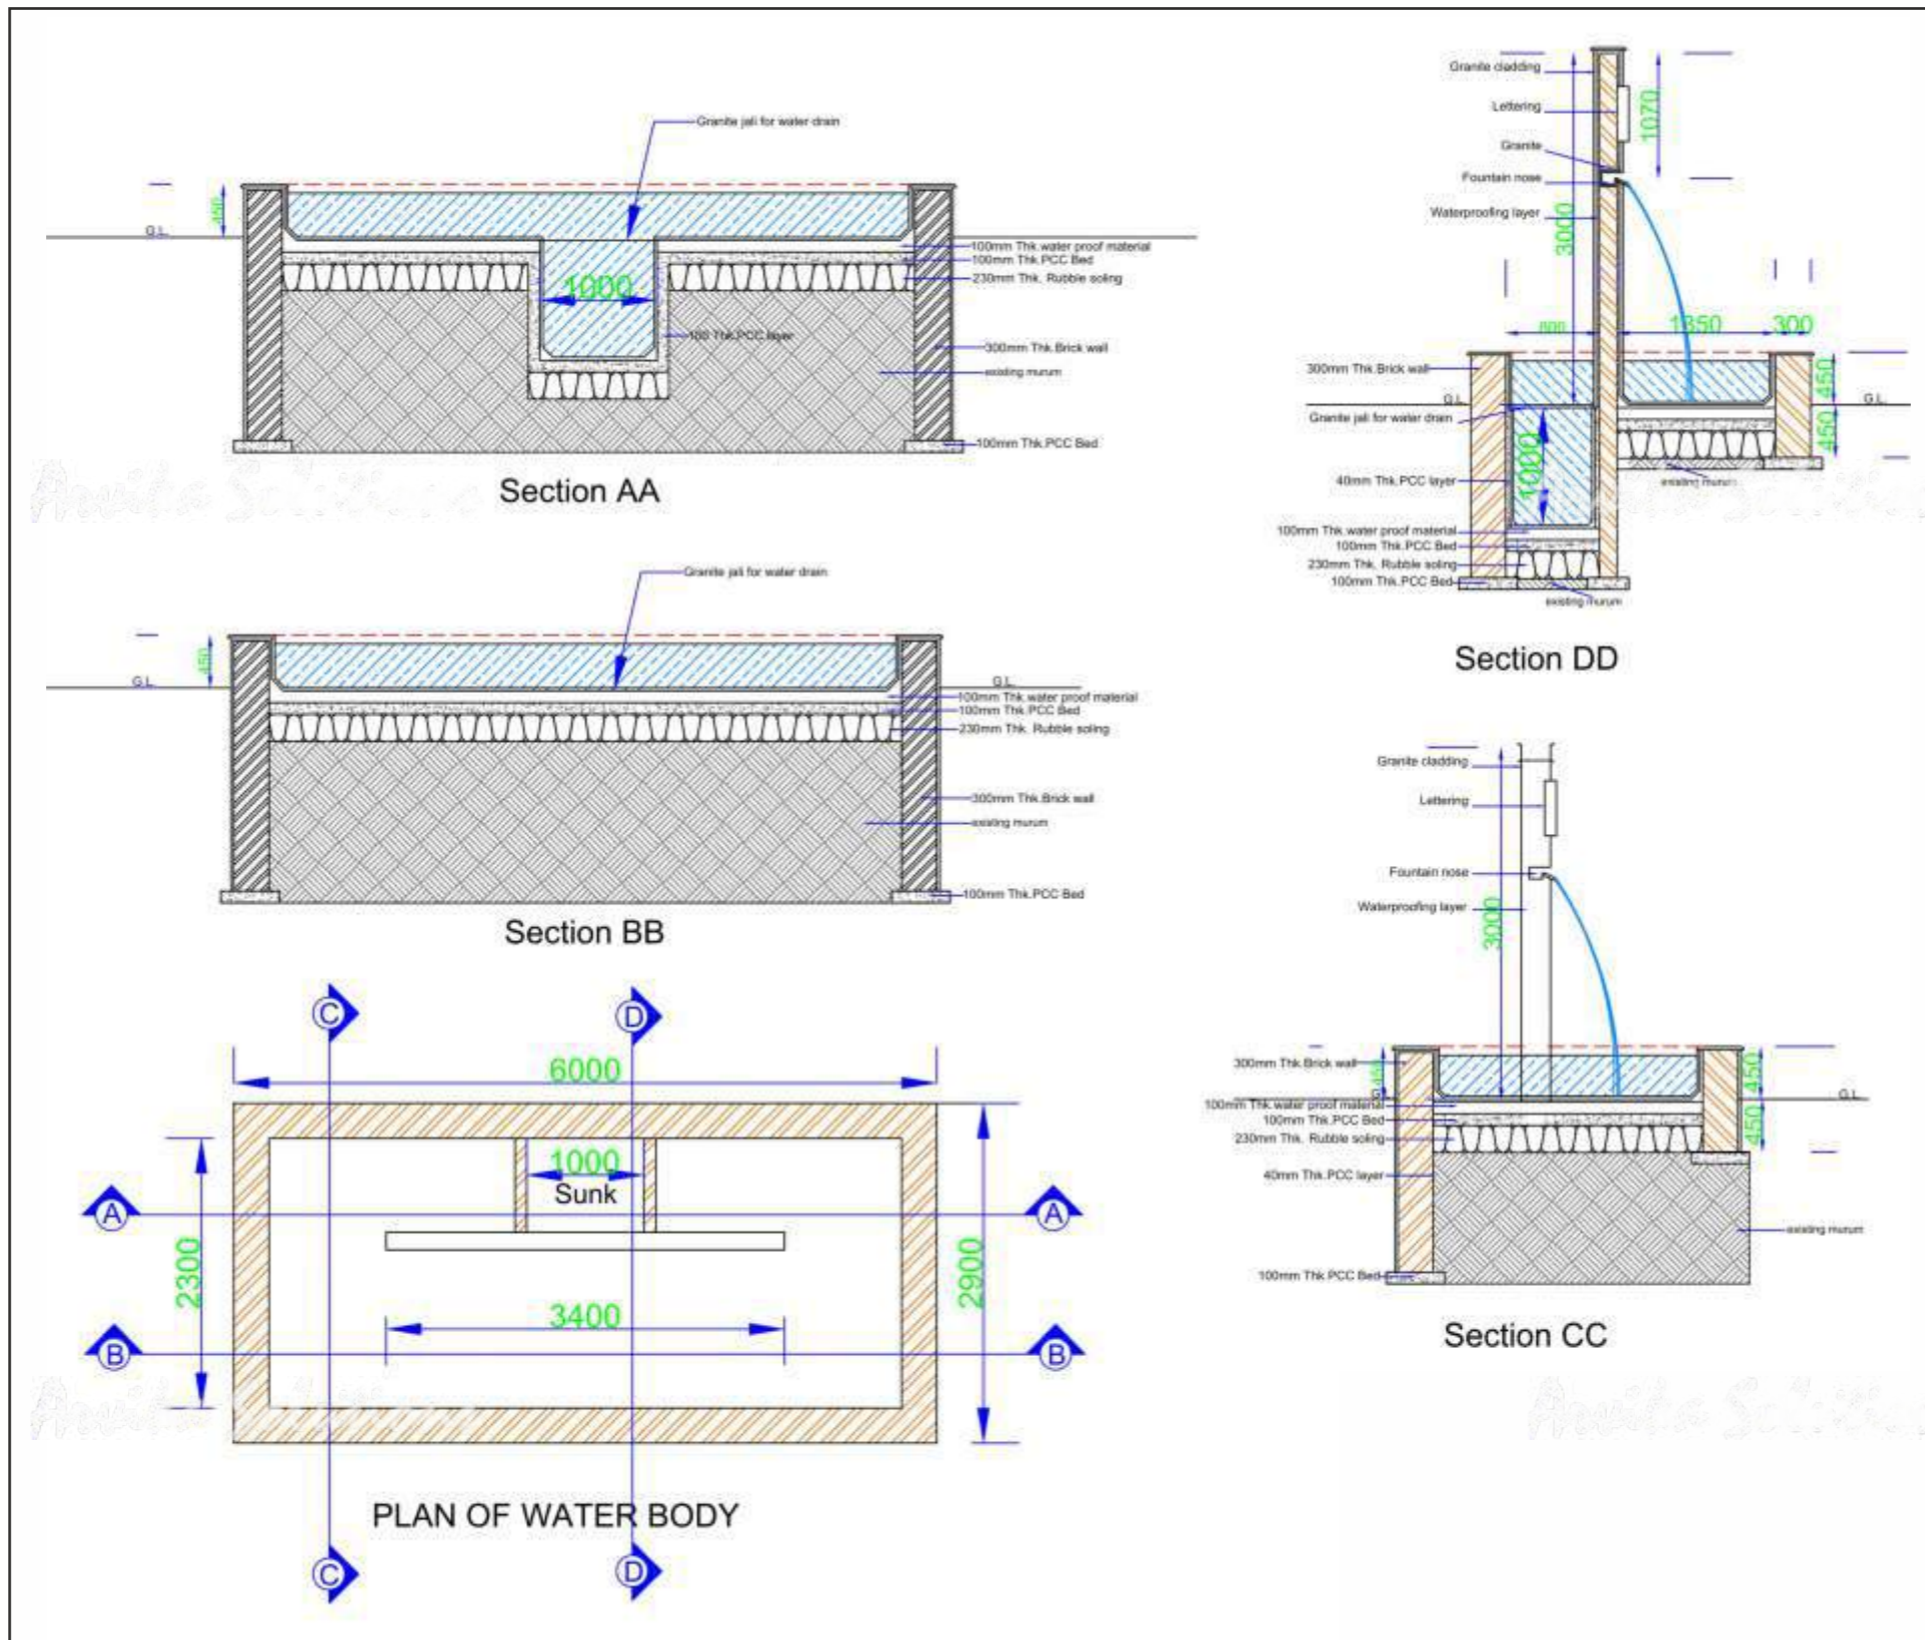 Granite jali for water drain
450
G.L.
1000
100mm Thk.water proof material
100mm Thk.PCC Bed
230mm Thk. Rubble soling
100 Thk.PCC layer
300mm Thk.Brick wall
existing murum
100mm Thk.PCC Bed
Section AA
Granite jali for water drain
450
G.L.
G.L.
100mm Thk.water proof material
100mm Thk.PCC Bed
230mm Thk. Rubble soling
300mm Thk.Brick wall
existing murum
100mm Thk.PCC Bed
Section BB
C
D
6000
1000
Sunk
A
A
2300
2900
3400
B
B
PLAN OF WATER BODY
C
D
Granite cladding
Lettering
1070
Granite
Fountain nose
Waterproofing layer
3000
1350
300
300mm Thk.Brick wall
450
G.L.
G.L.
Granite jali for water drain
450
1000
40mm Thk.PCC layer
existing murum
100mm Thk.water proof material
100mm Thk.PCC Bed
230mm Thk. Rubble soling
100mm Thk.PCC Bed
existing murum
Section DD
Granite cladding
Lettering
Fountain nose
Waterproofing layer
3000
300mm Thk.Brick wall
450
450
G.L.
G.L.
100mm Thk.water proof material
100mm Thk.PCC Bed
230mm Thk. Rubble soling
450
40mm Thk.PCC layer
existing murum
100mm Thk.PCC Bed
Section CC